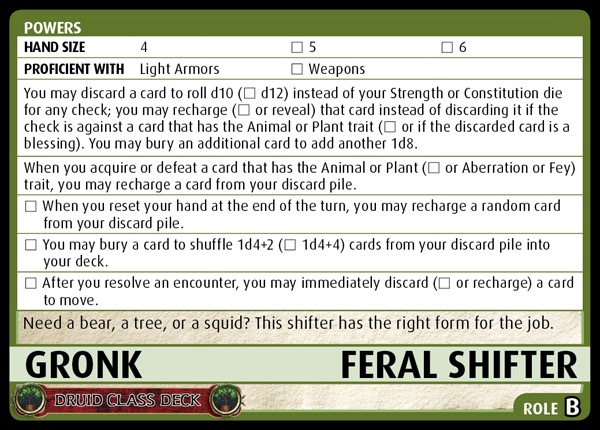 POWERS
HAND SIZE 4 ☐ 5 ☐ 6
PROFICIENT WITH Light Armors ☐ Weapons
You may discard a card to roll d10 (☐ d12) instead of your Strength or Constitution die
for any check; you may recharge (☐ or reveal) that card instead of discarding it if the
check is against a card that has the Animal or Plant trait (☐ or if the discarded card is a
blessing). You may bury an additional card to add another 1d8.
When you acquire or defeat a card that has the Animal or Plant (☐ or Aberration or Fey)
trait, you may recharge a card from your discard pile.
☐ When you reset your hand at the end of the turn, you may recharge a random card
from your discard pile.
☐ You may bury a card to shuffle 1d4+2 (☐ 1d4+4) cards from your discard pile into
your deck.
☐ After you resolve an encounter, you may immediately discard (☐ or recharge) a card
to move.
Need a bear, a tree, or a squid? This shifter has the right form for the job.
GRONK FERAL SHIFTER
DRUID CLASS DECK
ROLE B